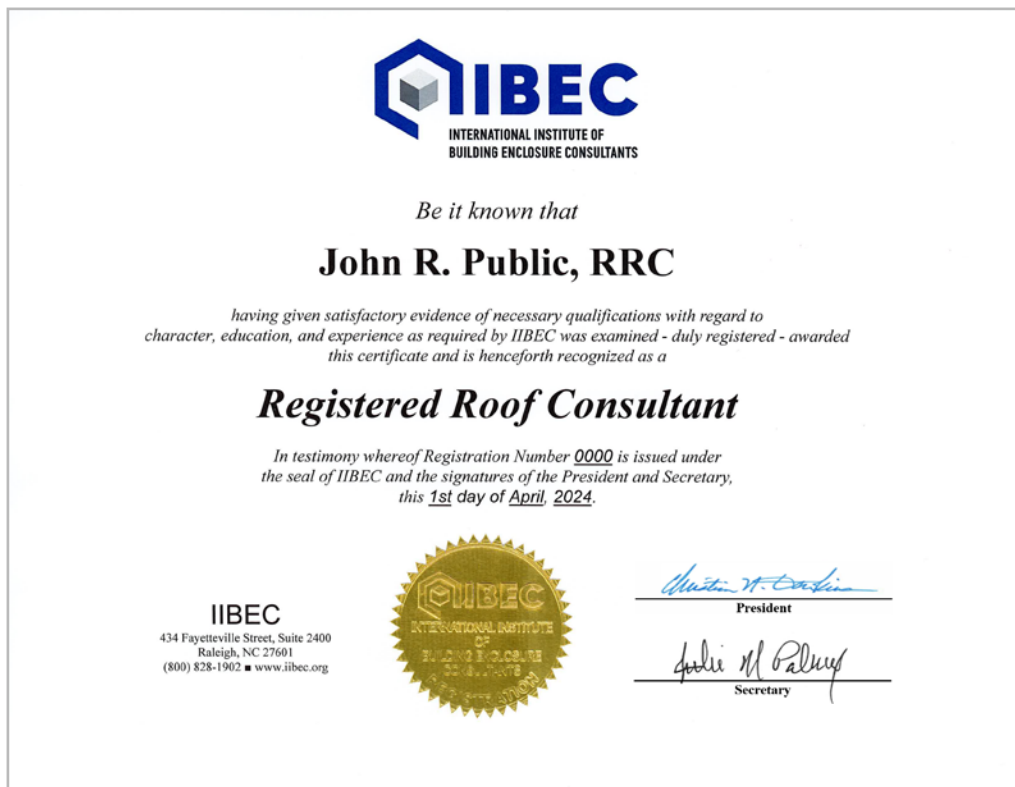 IIBEC
INTERNATIONAL INSTITUTE OF
BUILDING ENCLOSURE CONSULTANTS
Be it known that
John R. Public, RRC
having given satisfactory evidence of necessary qualifications with regard to
character, education, and experience as required by IIBEC was examined - duly registered - awarded
this certificate and is henceforth recognized as a
Registered Roof Consultant
In testimony whereof Registration Number 0000 is issued under
the seal of IIBEC and the signatures of the President and Secretary,
this 1st day of April, 2024.
IIBEC
434 Fayetteville Street, Suite 2400
Raleigh, NC 27601
(800) 828-1902 ■ www.iibec.org
IIBEC
INTERNATIONAL INSTITUTE
OF
BUILDING ENCLOSURE
CONSULTANTS
President
Julie M Palmer
Secretary